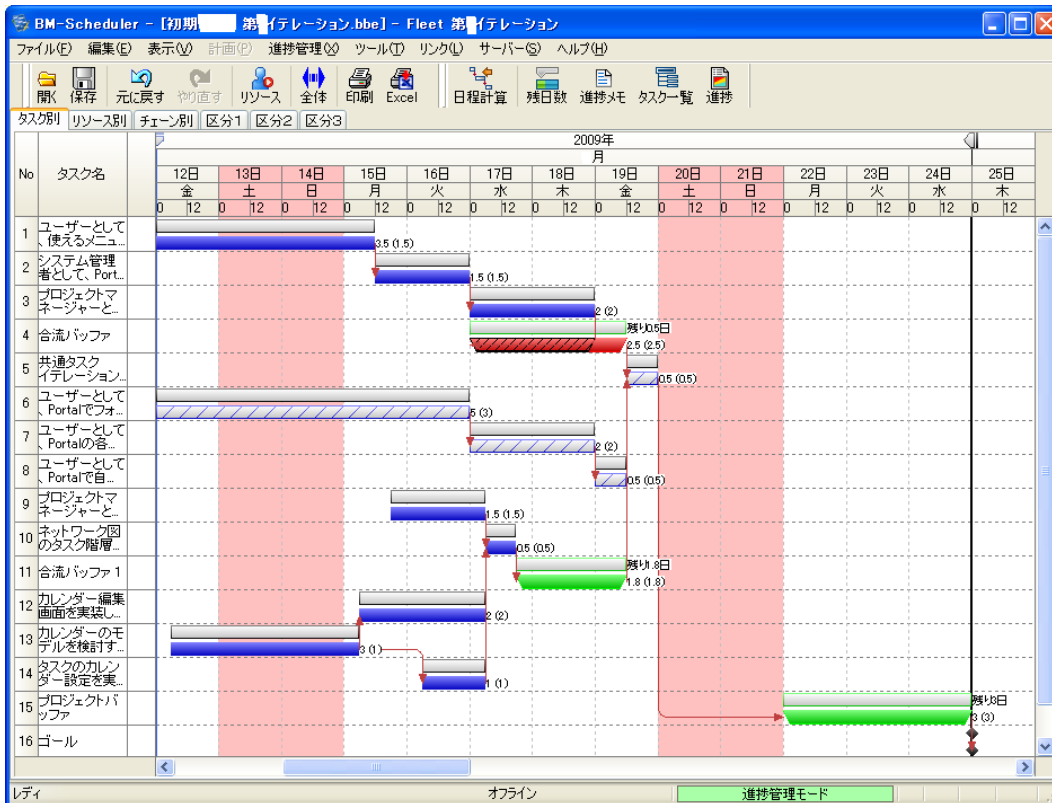 BM-Scheduler - [初期 第 イテレーション.bbe] - Fleet 第 イテレーション
ファイル(F) 編集(E) 表示(V) 計画(P) 進捗管理(X) ツール(T) リンク(L) サーバー(S) ヘルプ(H)
開く 保存 元に戻す やり直す リソース 全体 印刷 Excel 日程計算 残日数 進捗メモ タスク一覧 進捗
タスク別 リソース別 チェーン別 区分1 区分2 区分3
2009年
月
No タスク名 12日 13日 14日 15日 16日 17日 18日 19日 20日 21日 22日 23日 24日 25日
金 土 日 月 火 水 木 金 土 日 月 火 水 木
0 12 0 12 0 12 0 12 0 12 0 12 0 12 0 12 0 12 0 12 0 12 0 12 0 12 0 12
1 ユーザーとして
、使えるメニュ... 3.5 (1.5)
2 システム管理
者として、Port... 1.5 (1.5)
3 プロジェクトマ
ネージャーと... 2 (2)
4 合流バッファ 残り0.5日
2.5 (2.5)
5 共通タスク
イテレーション... 0.5 (0.5)
6 ユーザーとして
、Portalでフォ... 5 (3)
7 ユーザーとして
、Portalの各... 2 (2)
8 ユーザーとして
、Portalで自... 0.5 (0.5)
9 プロジェクトマ
ネージャーと... 1.5 (1.5)
10 ネットワーク図
のタスク階層... 0.5 (0.5)
11 合流バッファ1 残り1.8日
1.8 (1.8)
12 カレンダー編集
画面を実装し... 2 (2)
13 カレンダーのモ
デルを検討す... 3 (1)
14 タスクのカレン
ダー設定を実... 1 (1)
15 プロジェクトバ
ッファ 残り3日
3 (3)
16 ゴール
レディ オフライン 進捗管理モード